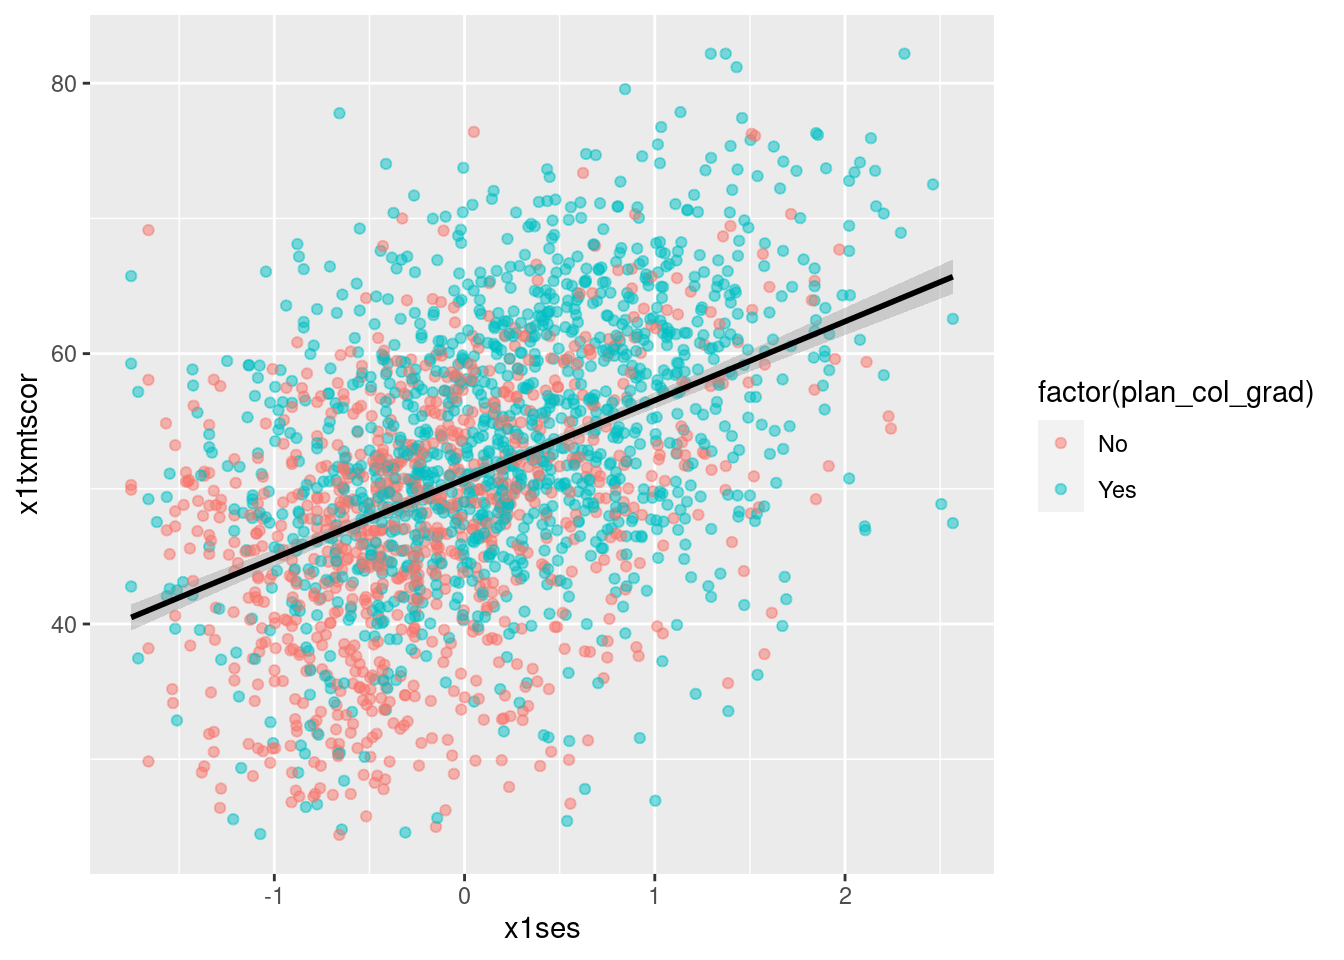 80
60
40
x1txmtscor
-1
0
1
2
x1ses
factor(plan_col_grad)
No
Yes